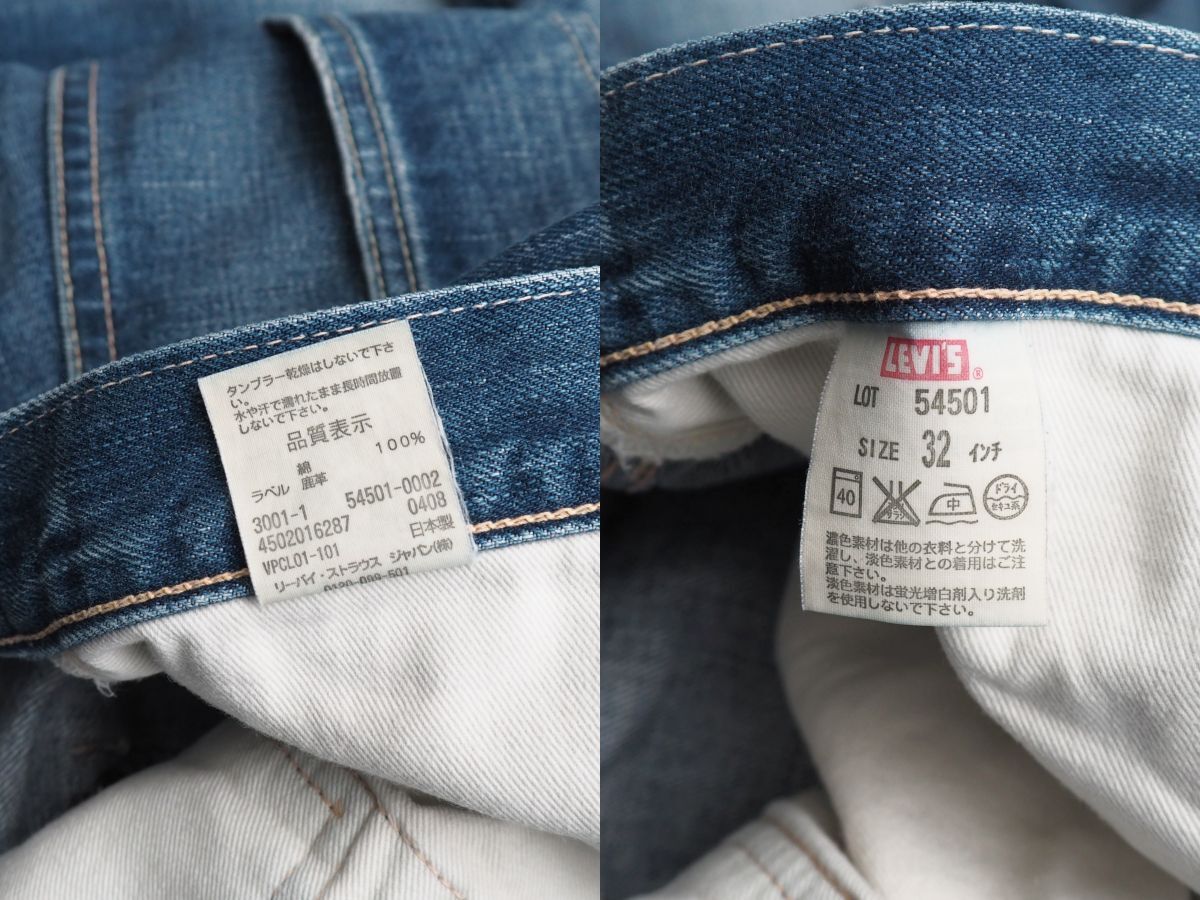 タンブラー乾燥はしないで下さ
い。
水や汗で濡れたまま長時間放置
しないで下さい。
品質表示
綿 100%
ラベル 鹿革
54501-0002
3001-1 0408
4502016287 日本製
VPCL01-101
リーバイ・ストラウス ジャパン(株)
0120-099-501
LEVI'S ®
LOT 54501
SIZE 32 インチ
40 中 ドライ セキユ系
濃色素材は他の衣料と分けて洗
濯し、淡色素材との着用はご注
意下さい。
淡色素材は蛍光増白剤入り洗剤
を使用しないで下さい。